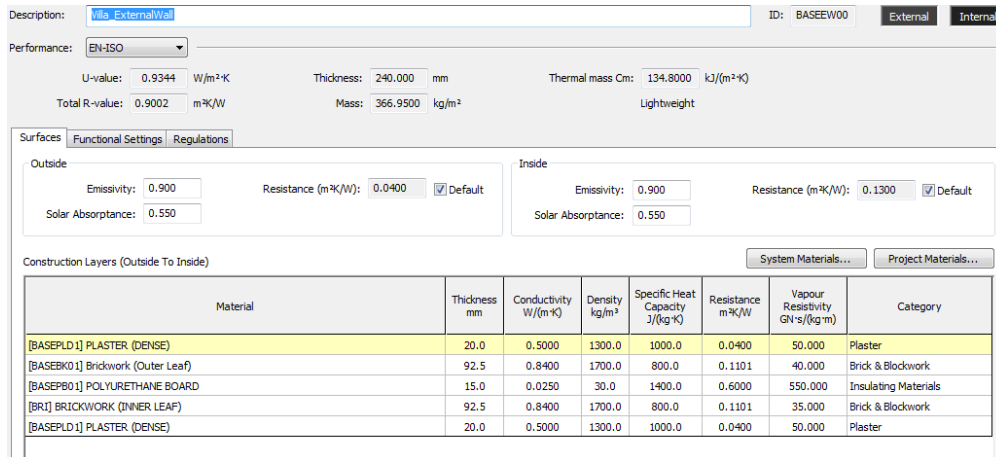 Description: Villa_ExternalWall ID: BASEEW00 External Internal
Performance: EN-ISO
U-value: 0.9344 W/m²·K Thickness: 240.000 mm Thermal mass Cm: 134.8000 kJ/(m²·K)
Total R-value: 0.9002 m²K/W Mass: 366.9500 kg/m² Lightweight
Surfaces Functional Settings Regulations
Outside Inside
Emissivity: 0.900 Resistance (m²K/W): 0.0400 Default Emissivity: 0.900 Resistance (m²K/W): 0.1300 Default
Solar Absorptance: 0.550 Solar Absorptance: 0.550
Construction Layers (Outside To Inside) System Materials... Project Materials...
Material Thickness mm Conductivity W/(m·K) Density kg/m³ Specific Heat Capacity J/(kg·K) Resistance m²K/W Vapour Resistivity GN·s/(kg·m) Category
[BASEPLD1] PLASTER (DENSE) 20.0 0.5000 1300.0 1000.0 0.0400 50.000 Plaster
[BASEBK01] Brickwork (Outer Leaf) 92.5 0.8400 1700.0 800.0 0.1101 40.000 Brick & Blockwork
[BASEPB01] POLYURETHANE BOARD 15.0 0.0250 30.0 1400.0 0.6000 550.000 Insulating Materials
[BRI] BRICKWORK (INNER LEAF) 92.5 0.8400 1700.0 800.0 0.1101 35.000 Brick & Blockwork
[BASEPLD1] PLASTER (DENSE) 20.0 0.5000 1300.0 1000.0 0.0400 50.000 Plaster